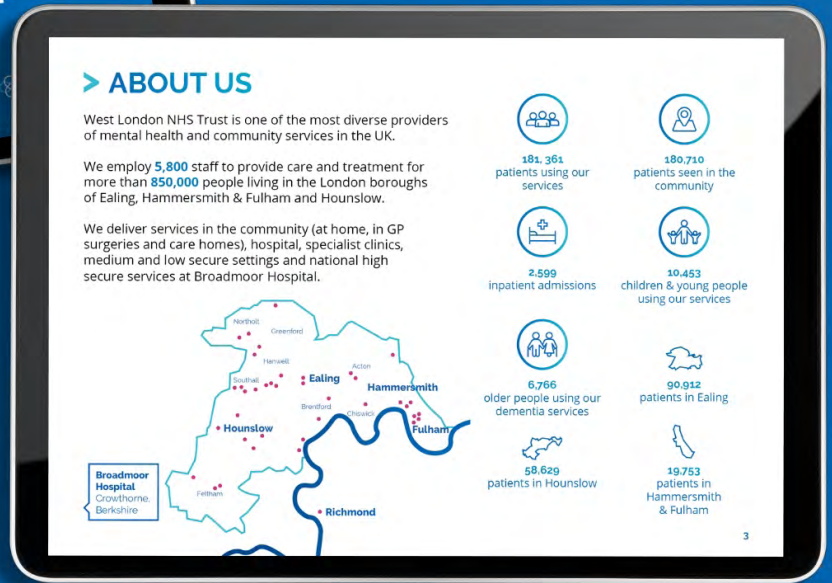 > ABOUT US
West London NHS Trust is one of the most diverse providers
of mental health and community services in the UK.
We employ 5,800 staff to provide care and treatment for
more than 850,000 people living in the London boroughs
of Ealing, Hammersmith & Fulham and Hounslow.
We deliver services in the community (at home, in GP
surgeries and care homes), hospital, specialist clinics,
medium and low secure settings and national high
secure services at Broadmoor Hospital.
Northolt
Greenford
Hanwell
Southall
Ealing
Acton
Hammersmith
Brentford
Chiswick
Hounslow
Fulham
Feltham
Richmond
Broadmoor
Hospital
Crowthorne,
Berkshire
181, 361
patients using our
services
180,710
patients seen in the
community
2,599
inpatient admissions
10,453
children & young people
using our services
6,766
older people using our
dementia services
90,912
patients in Ealing
58,629
patients in Hounslow
19,753
patients in
Hammersmith
& Fulham
3